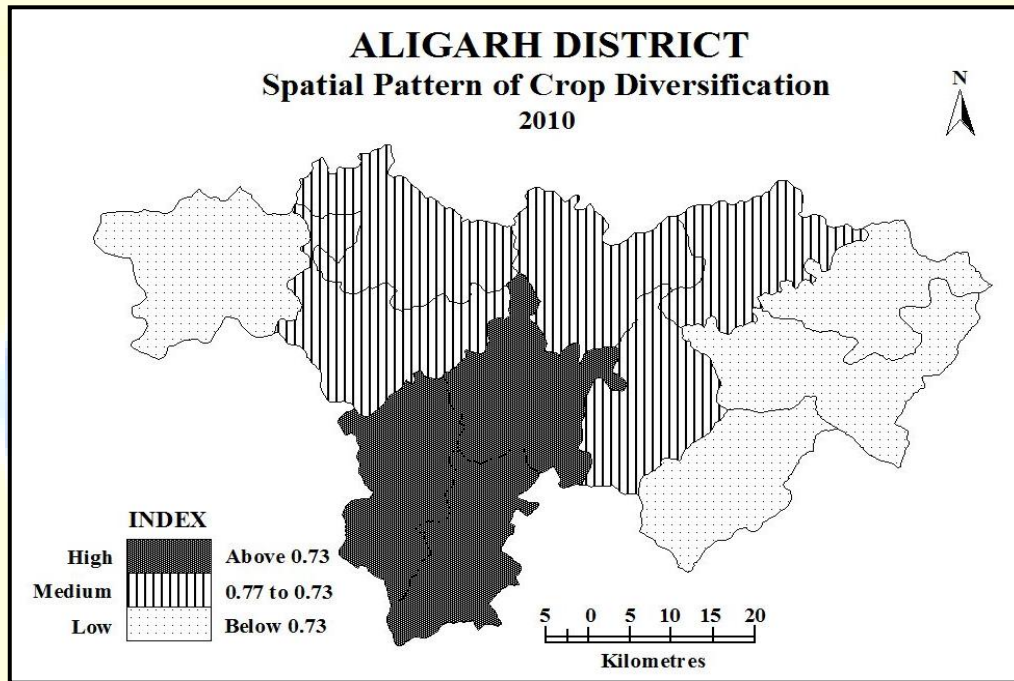 ALIGARH DISTRICT
Spatial Pattern of Crop Diversification
2010
N
INDEX
High Above 0.73
Medium 0.77 to 0.73
Low Below 0.73
5 0 5 10 15 20
Kilometres